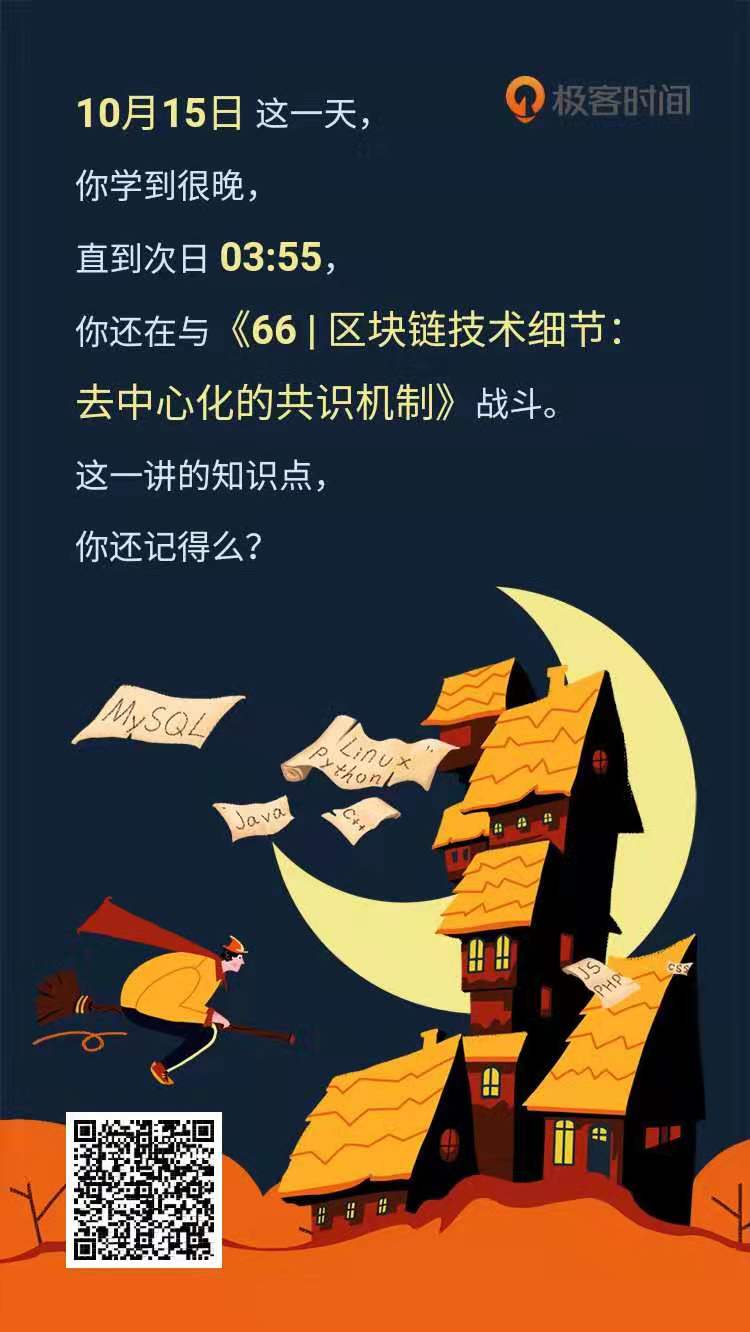 极客时间
10月15日 这一天，
你学到很晚，
直到次日 03:55，
你还在与《66 | 区块链技术细节：
去中心化的共识机制》战斗。
这一讲的知识点，
你还记得么？
MySQL
Linux
python
Java
C++
JS
PHP
CSS